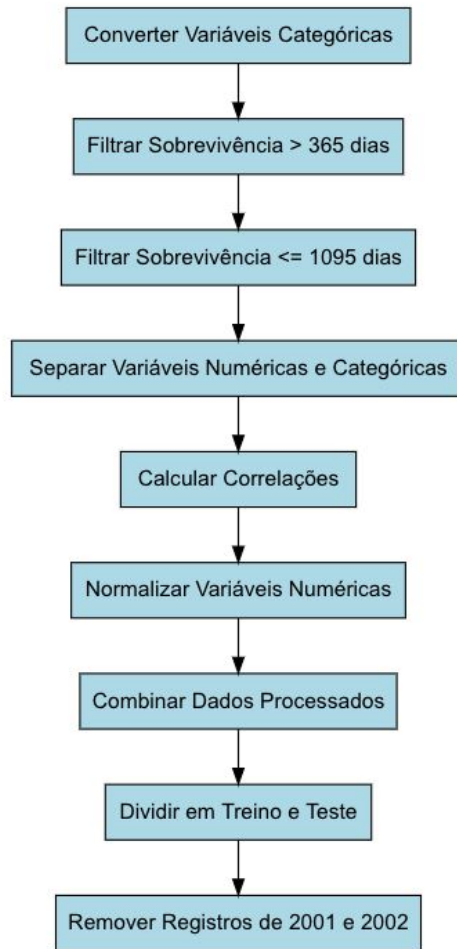 Converter Variáveis Categóricas
Filtrar Sobrevivência > 365 dias
Filtrar Sobrevivência <= 1095 dias
Separar Variáveis Numéricas e Categóricas
Calcular Correlações
Normalizar Variáveis Numéricas
Combinar Dados Processados
Dividir em Treino e Teste
Remover Registros de 2001 e 2002